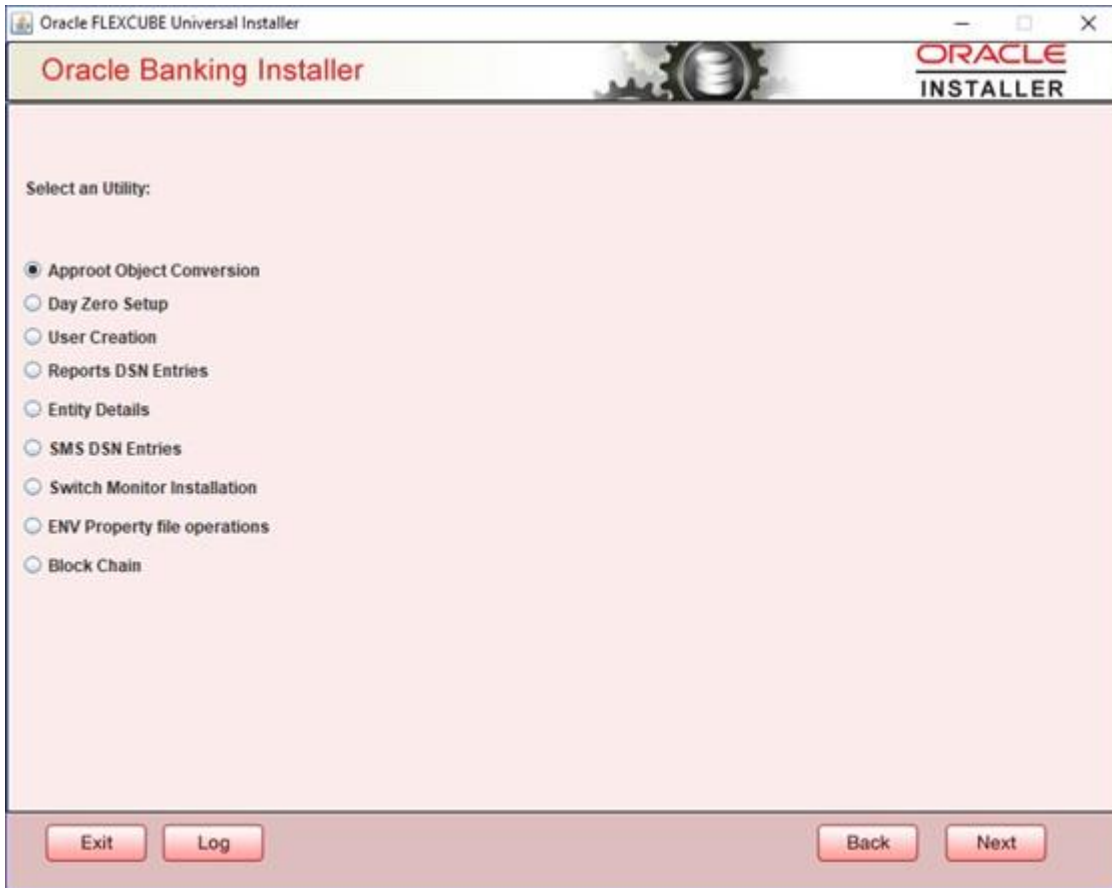 Oracle FLEXCUBE Universal Installer
Oracle Banking Installer
ORACLE
INSTALLER
Select an Utility:
Approot Object Conversion
Day Zero Setup
User Creation
Reports DSN Entries
Entity Details
SMS DSN Entries
Switch Monitor Installation
ENV Property file operations
Block Chain
Exit
Log
Back
Next